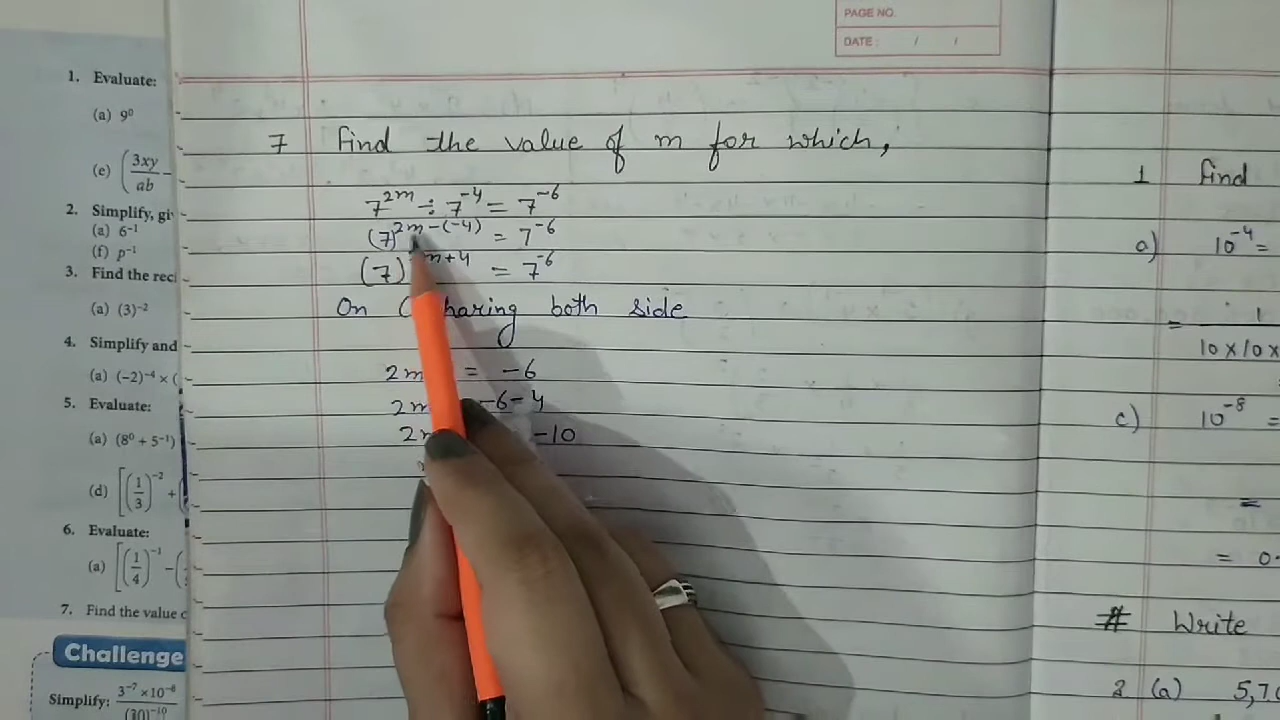 1. Evaluate:
(a) 9⁰
(e) (3xy/ab −
2. Simplify, gi
(a) 6⁻¹
(f) p⁻¹
3. Find the reci
(a) (3)⁻²
4. Simplify and
(a) (−2)⁻⁴ × (
5. Evaluate:
(a) (8⁰ + 5⁻¹)
(d) [(1/3)⁻² +
6. Evaluate:
(a) [(1/4)⁻¹ − (
7. Find the value
Challenge
Simplify: 3⁻⁷ × 10⁻⁸/(30)⁻¹⁰
PAGE NO.
DATE : / /
7 Find the value of m for which,
7²ᵐ ÷ 7⁻⁴ = 7⁻⁶
(7)²ᵐ⁻⁽⁻⁴⁾ = 7⁻⁶
(7) ᵐ⁺⁴ = 7⁻⁶
On both side
2m = −6
2m −6−4
2m −10
1 Find
a) 10⁻⁴ =
= 1/10×10×
c) 10⁻⁸ =
=
= 0.
# Write
2 (a) 5,70